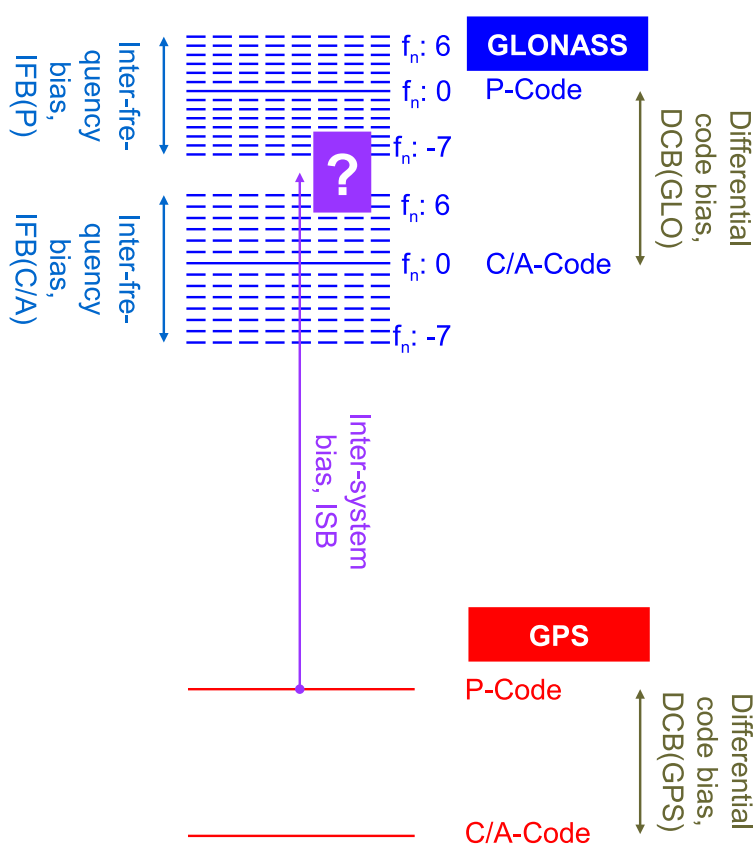 GLONASS
fn: 6
fn: 0
P-Code
fn: -7
?
fn: 6
fn: 0
C/A-Code
fn: -7
Inter-fre-
quency
bias,
IFB(P)
Inter-fre-
quency
bias,
IFB(C/A)
Differential
code bias,
DCB(GLO)
Inter-system
bias, ISB
GPS
P-Code
C/A-Code
Differential
code bias,
DCB(GPS)